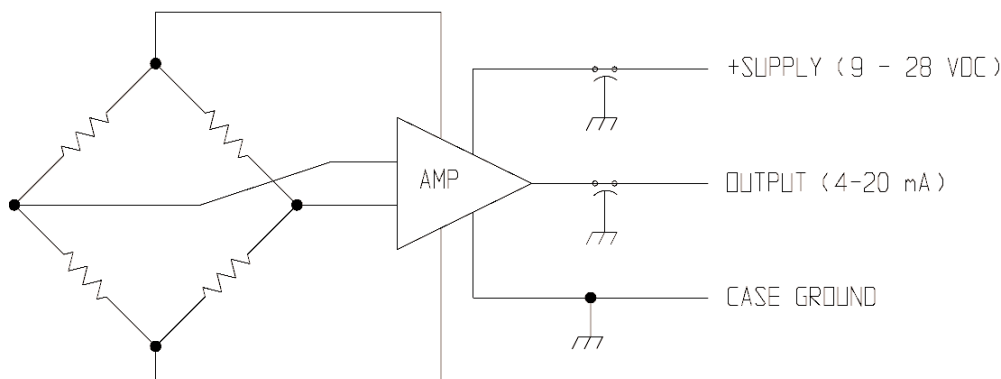 +SUPPLY (9 - 28 VDC)
AMP
OUTPUT (4-20 mA)
CASE GROUND